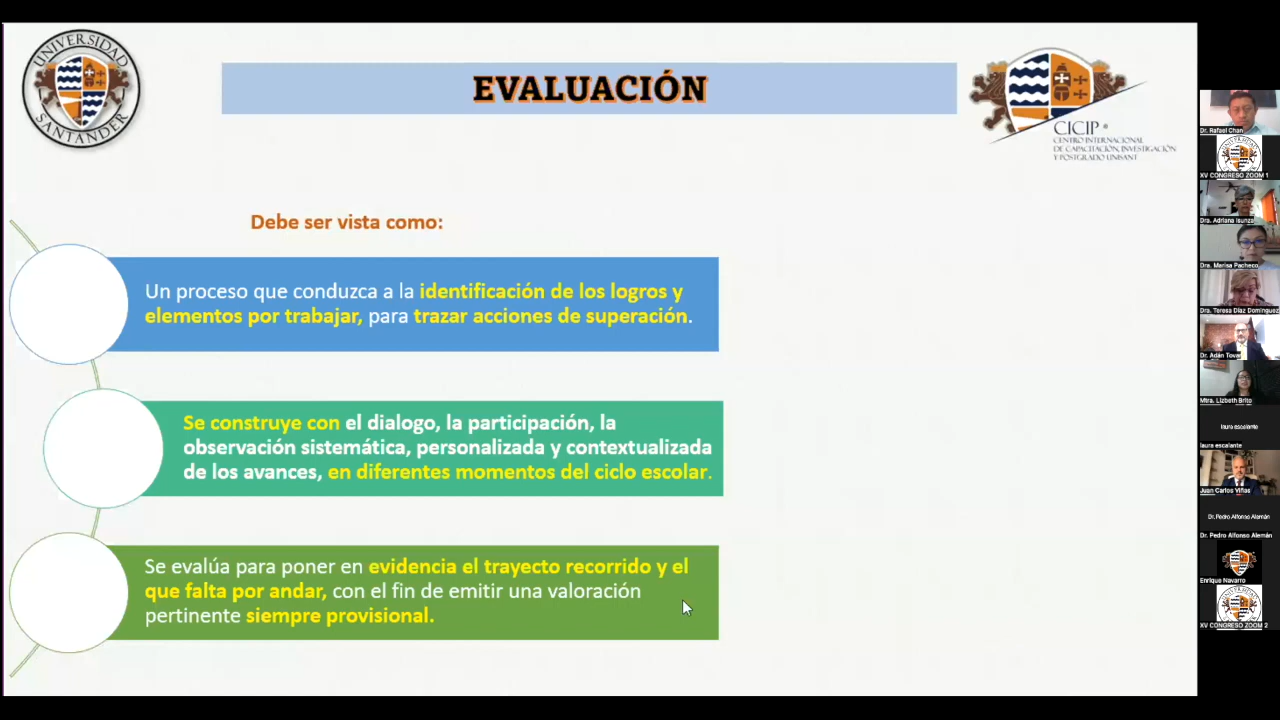 UNIVERSIDAD
SANTANDER
EVALUACIÓN
CICIP ®
CENTRO INTERNACIONAL
DE CAPACITACIÓN, INVESTIGACIÓN
Y POSTGRADO UNISANT
Debe ser vista como:
Un proceso que conduzca a la identificación de los logros y
elementos por trabajar, para trazar acciones de superación.
Se construye con el dialogo, la participación, la
observación sistemática, personalizada y contextualizada
de los avances, en diferentes momentos del ciclo escolar.
Se evalúa para poner en evidencia el trayecto recorrido y el
que falta por andar, con el fin de emitir una valoración
pertinente siempre provisional.
Dr. Rafael Chan
XV CONGRESO ZOOM 1
Dra. Adriana Isunza
Dra. Marisa Pacheco
Dra. Teresa Díaz Domínguez
Dr. Adán Tovar
Mtra. Lizbeth Brito
laura escalante
laura escalante
Juan Carlos Viñas
Dr. Pedro Alfonso Alemán
Dr. Pedro Alfonso Alemán
Enrique Navarro
XV CONGRESO ZOOM 2